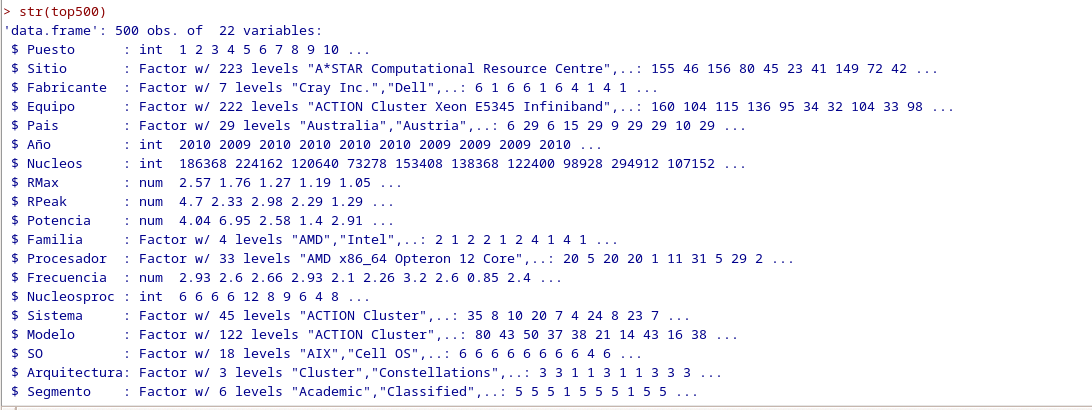 > str(top500)
'data.frame': 500 obs. of  22 variables:
 $ Puesto      : int  1 2 3 4 5 6 7 8 9 10 ...
 $ Sitio       : Factor w/ 223 levels "A*STAR Computational Resource Centre",..: 155 46 156 80 45 23 41 149 72 42 ...
 $ Fabricante  : Factor w/ 7 levels "Cray Inc.","Dell",..: 6 1 6 6 1 6 4 1 4 1 ...
 $ Equipo      : Factor w/ 222 levels "ACTION Cluster Xeon E5345 Infiniband",..: 160 104 115 136 95 34 32 104 33 98 ...
 $ Pais        : Factor w/ 29 levels "Australia","Austria",..: 6 29 6 15 29 9 29 29 10 29 ...
 $ Año         : int  2010 2009 2010 2010 2010 2010 2009 2009 2009 2010 ...
 $ Nucleos     : int  186368 224162 120640 73278 153408 138368 122400 98928 294912 107152 ...
 $ RMax        : num  2.57 1.76 1.27 1.19 1.05 ...
 $ RPeak       : num  4.7 2.33 2.98 2.29 1.29 ...
 $ Potencia    : num  4.04 6.95 2.58 1.4 2.91 ...
 $ Familia     : Factor w/ 4 levels "AMD","Intel",..: 2 1 2 2 1 2 4 1 4 1 ...
 $ Procesador  : Factor w/ 33 levels "AMD x86_64 Opteron 12 Core",..: 20 5 20 20 1 11 31 5 29 2 ...
 $ Frecuencia  : num  2.93 2.6 2.66 2.93 2.1 2.26 3.2 2.6 0.85 2.4 ...
 $ Nucleosproc : int  6 6 6 6 12 8 9 6 4 8 ...
 $ Sistema     : Factor w/ 45 levels "ACTION Cluster",..: 35 8 10 20 7 4 24 8 23 7 ...
 $ Modelo      : Factor w/ 122 levels "ACTION Cluster",..: 80 43 50 37 38 21 14 43 16 38 ...
 $ SO          : Factor w/ 18 levels "AIX","Cell OS",..: 6 6 6 6 6 6 6 6 4 6 ...
 $ Arquitectura: Factor w/ 3 levels "Cluster","Constellations",..: 3 3 1 1 3 1 1 3 3 3 ...
 $ Segmento    : Factor w/ 6 levels "Academic","Classified",..: 5 5 5 1 5 5 5 1 5 5 ...